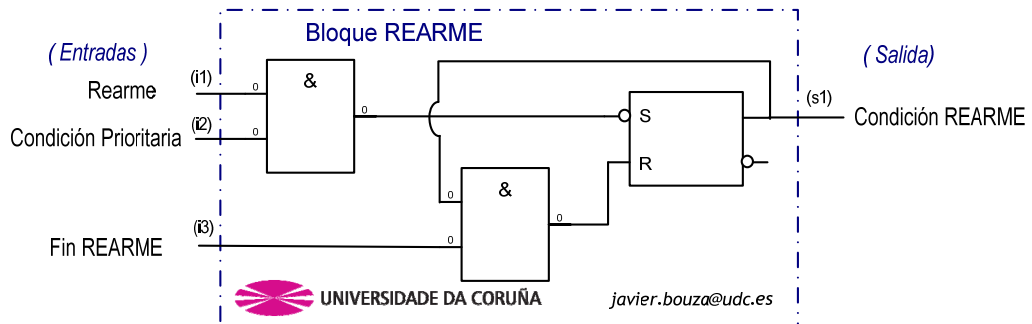 Bloque REARME
( Entradas )
( Salida)
Rearme
(i1)
0
&
0
Condición Prioritaria
(i2)
0
S
R
(s1)
Condición REARME
&
0
0
Fin REARME
(i3)
0
UNIVERSIDADE DA CORUÑA
javier.bouza@udc.es